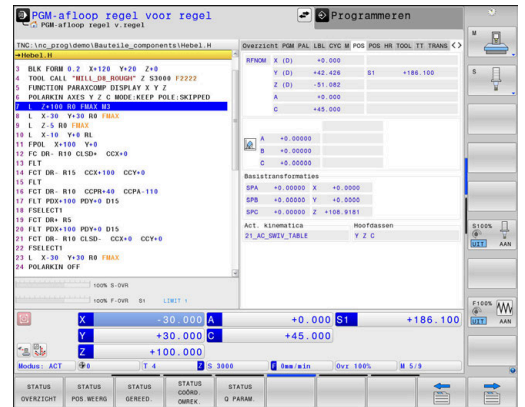 PGM-afloop regel voor regel
PGM-afloop regel v.regel
Programmeren
TNC:\nc_prog\demo\Bauteile_components\Hebel.H
→Hebel.H
3 BLK FORM 0.2 X+120 Y+20 Z+0
4 TOOL CALL "MILL_D8_ROUGH" Z S3000 F2222
5 FUNCTION PARAXCOMP DISPLAY X Y Z
6 POLARKIN AXES Y Z C MODE:KEEP POLE:SKIPPED
7 L Z+100 R0 FMAX M3
8 L X-30 Y+30 R0 FMAX
9 L Z-5 R0 FMAX
10 L X-10 Y+0 RL
11 FPOL X+100 Y+0
12 FC DR- R10 CLSD+ CCX+0
13 FLT
14 FCT DR- R15 CCX+100 CCY+0
15 FLT
16 FCT DR- R10 CCPR+40 CCPA-110
17 FLT PDX+100 PDY+0 D15
18 FSELECT1
19 FCT DR+ R5
20 FLT PDX+100 PDY+0 D15
21 FCT DR- R10 CLSD- CCX+0 CCY+0
22 FSELECT1
23 L X-30 Y+30 R0 FMAX
24 POLARKIN OFF
100% S-OVR
100% F-OVR S1 LIMIT 1
Overzicht PGM PAL LBL CYC M POS POS HR TOOL TT TRANS
RFNOM X (D) +0.000
Y (D) +42.426 S1 +186.100
Z (D) -51.082
A +0.000
C +45.000
A +0.00000
B +0.00000
C +0.00000
Basistransformaties
SPA +0.00000 X +0.0000
SPB +0.00000 Y +0.0000
SPC +0.00000 Z +108.9181
Act. kinematica Hoofdassen
21_AC_SWIV_TABLE Y Z C
X -30.000 A +0.000 S1 +186.100
Y +30.000 C +45.000
Z +100.000
Modus: ACT 0 T 4 Z S 3000 F 0mm/min Ovr 100% M 5/9
M
S
S100%
UIT AAN
F100%
UIT AAN
STATUS OVERZICHT
STATUS POS.WEERG
STATUS GEREED.
STATUS COÖRD. OMREK.
STATUS Q PARAM.